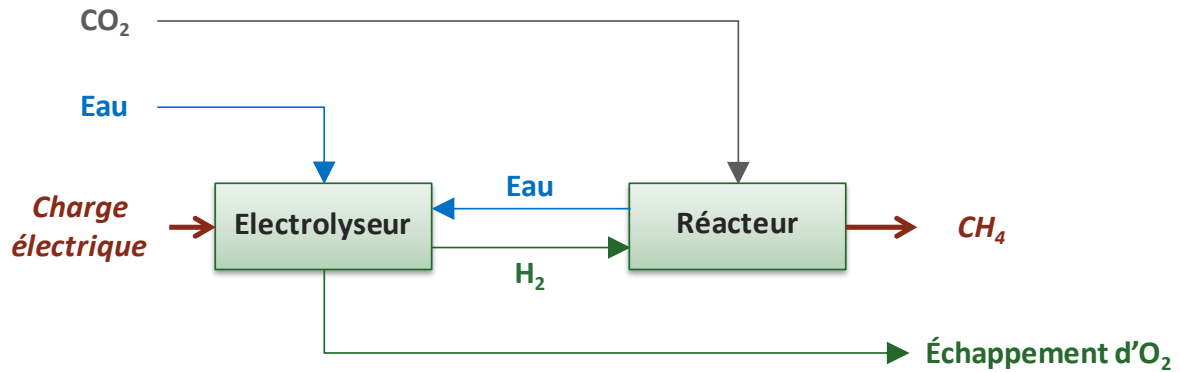 CO₂
Eau
Charge
électrique
Electrolyseur
Eau
H₂
Réacteur
CH₄
Échappement d’O₂